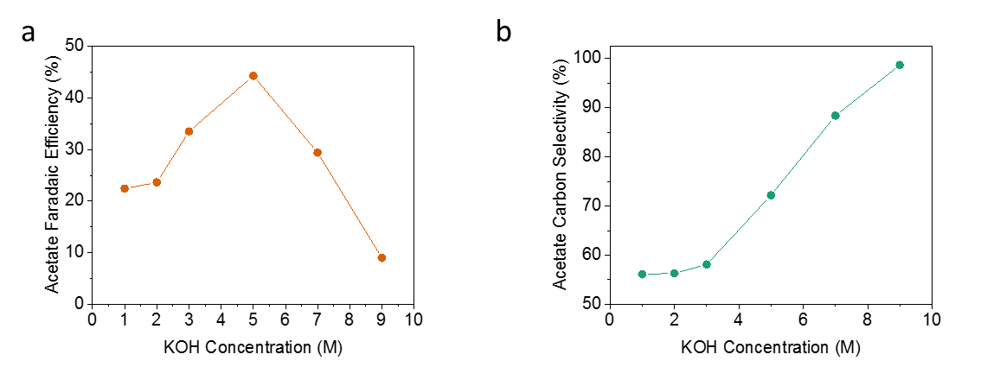 a
50
40
30
20
10
0
Acetate Faradaic Efficiency (%)
0 1 2 3 4 5 6 7 8 9 10
KOH Concentration (M)
b
100
90
80
70
60
50
Acetate Carbon Selectivity (%)
0 2 4 6 8 10
KOH Concentration (M)